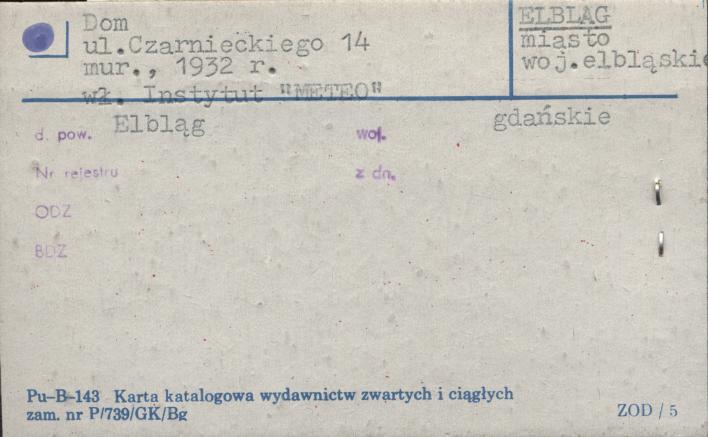 Dom
ul.Czarnieckiego 14
mur., 1932 r.
wł. Instytut "METEO"
ELBLĄG
miasto
woj.elbląskie
d. pow. Elbląg woj. gdańskie
Nr rejestru z dn.
ODZ
BDZ
Pu-B-143 Karta katalogowa wydawnictw zwartych i ciągłych
zam. nr P/739/GK/Bg
ZOD / 5